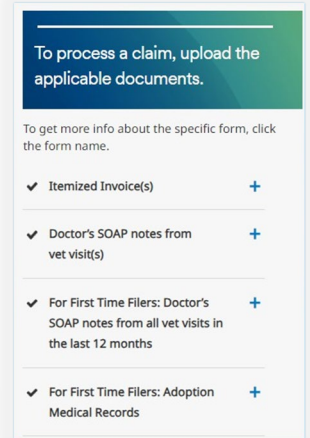 To process a claim, upload the
applicable documents.
To get more info about the specific form, click
the form name.
Itemized Invoice(s)
Doctor's SOAP notes from
vet visit(s)
For First Time Filers: Doctor's
SOAP notes from all vet visits in
the last 12 months
For First Time Filers: Adoption
Medical Records